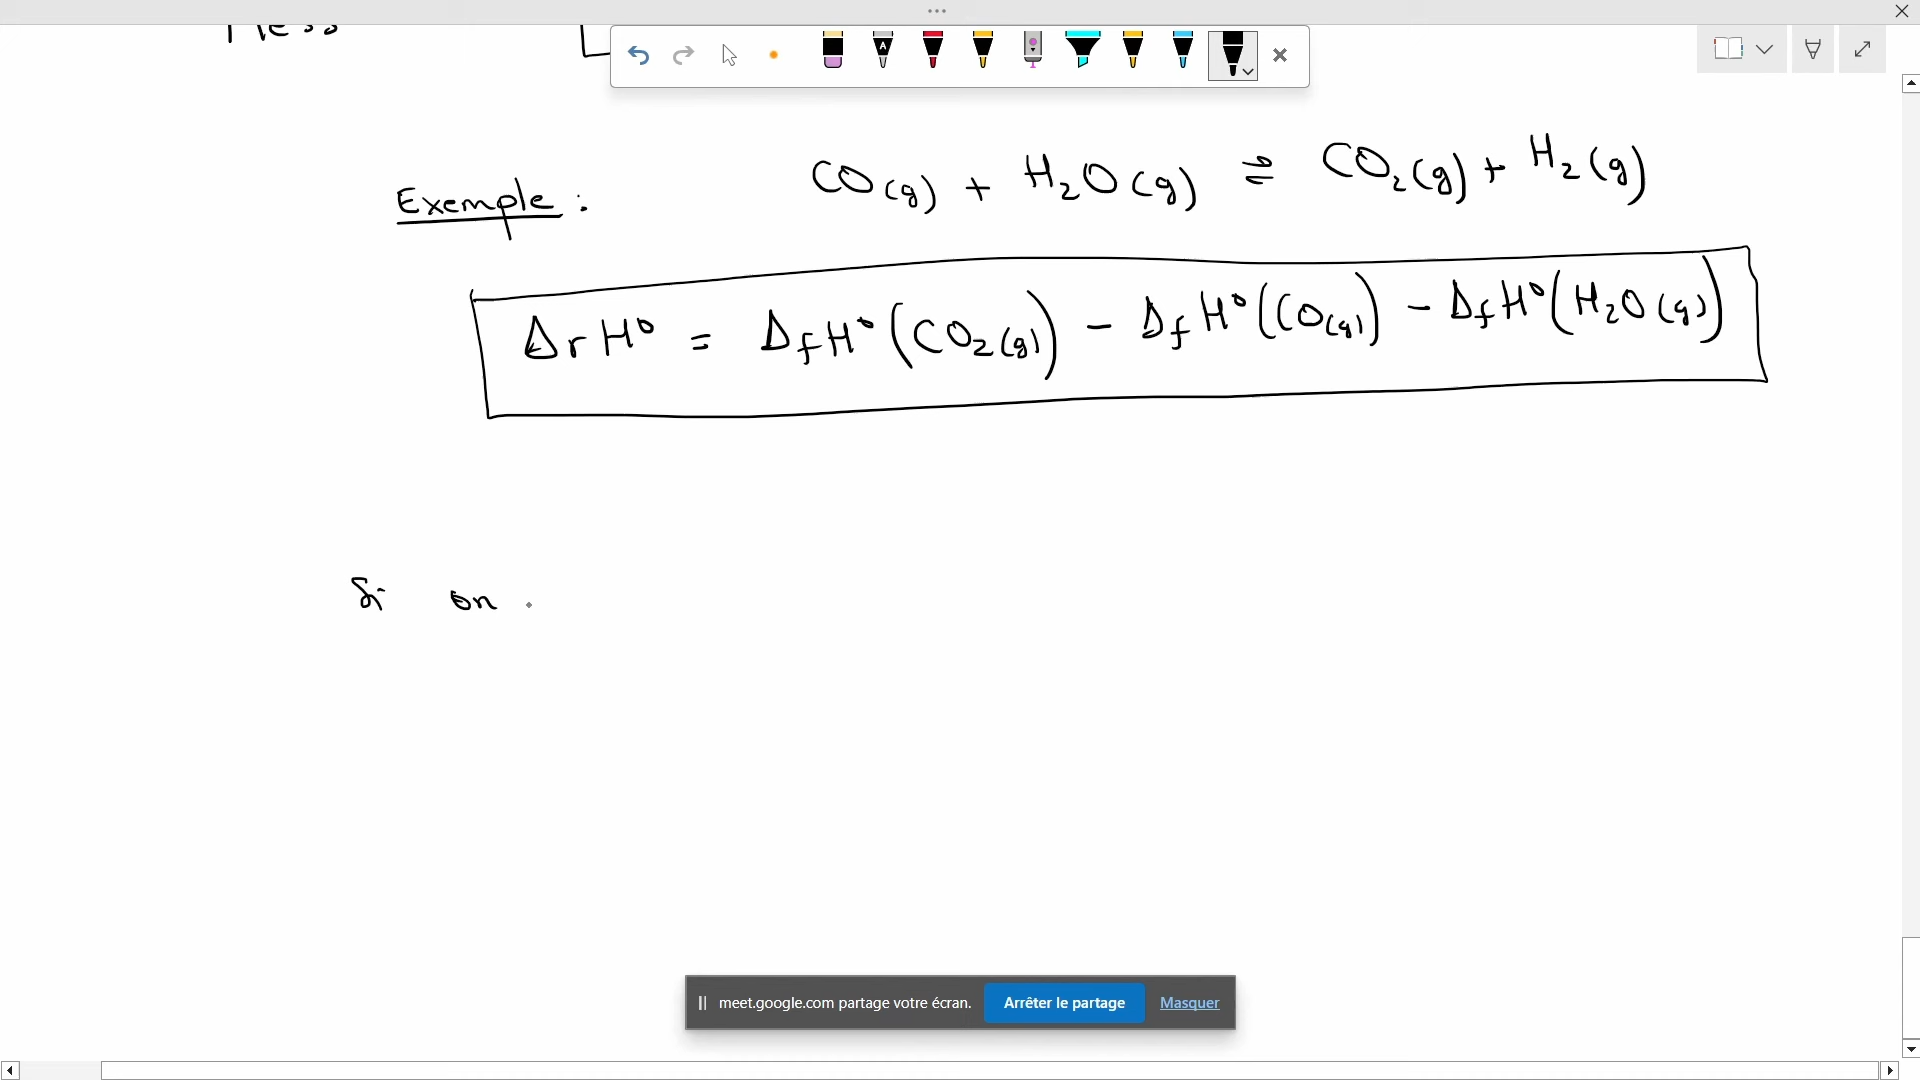 Hess
Exemple : CO(g) + H₂O(g) ⇌ CO₂(g) + H₂(g)
ΔrH° = ΔfH°(CO₂(g)) - ΔfH°(CO(g)) - ΔfH°(H₂O(g))
Si on
meet.google.com partage votre écran. Arrêter le partage Masquer